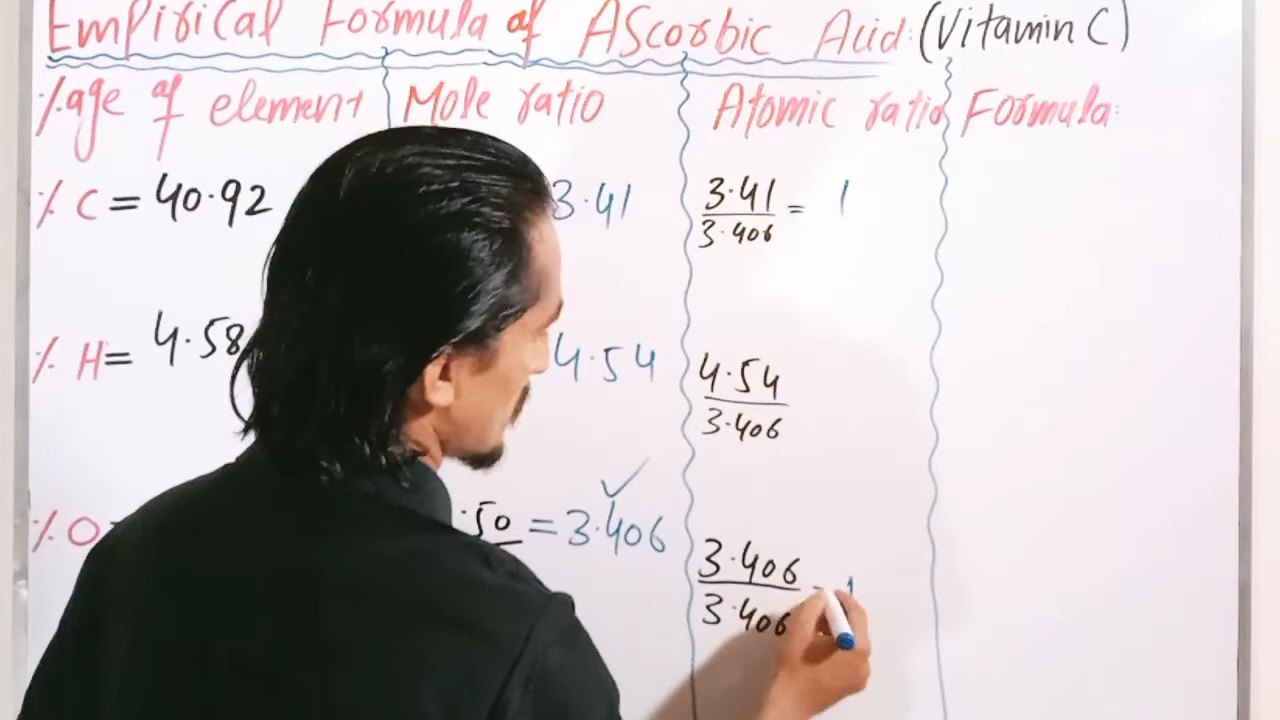 Empirical Formula of Ascorbic Acid: (Vitamin C)
%age of element Mole ratio Atomic ratio Formula:
% C = 40.92 3.41 3.41/3.406 = 1
% H = 4.58 4.54 4.54/3.406
% O .50 = 3.406 ✓ 3.406/3.406 = 1